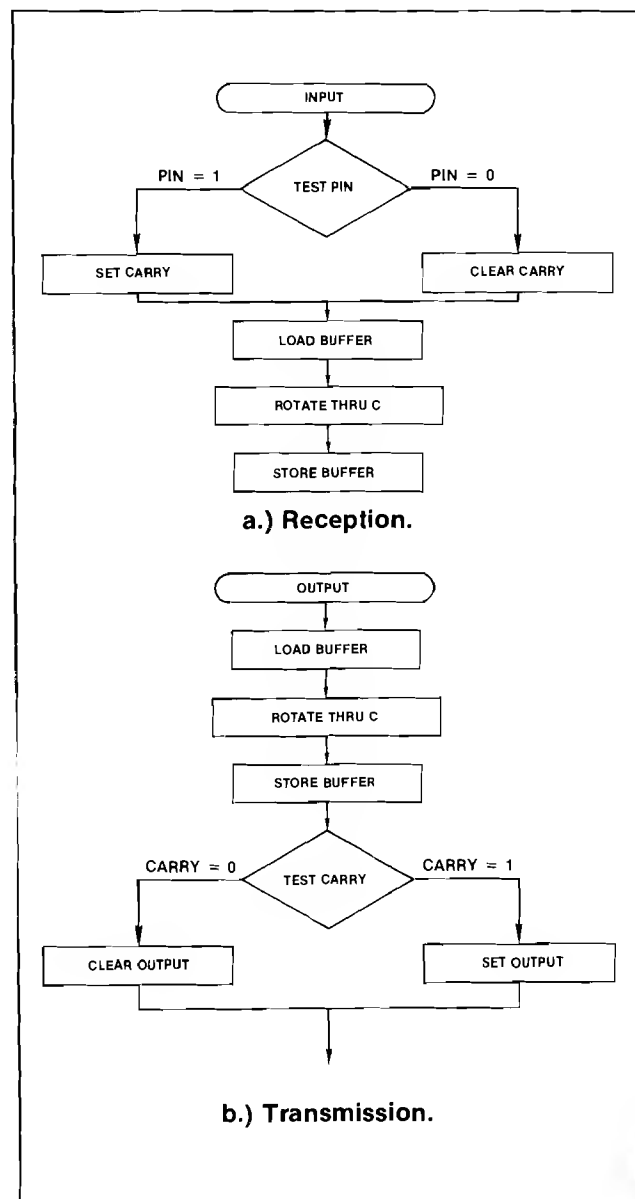 INPUT
TEST PIN
PIN = 1
PIN = 0
SET CARRY
CLEAR CARRY
LOAD BUFFER
ROTATE THRU C
STORE BUFFER
a.) Reception.
OUTPUT
LOAD BUFFER
ROTATE THRU C
STORE BUFFER
CARRY = 0
CARRY = 1
TEST CARRY
CLEAR OUTPUT
SET OUTPUT
b.) Transmission.